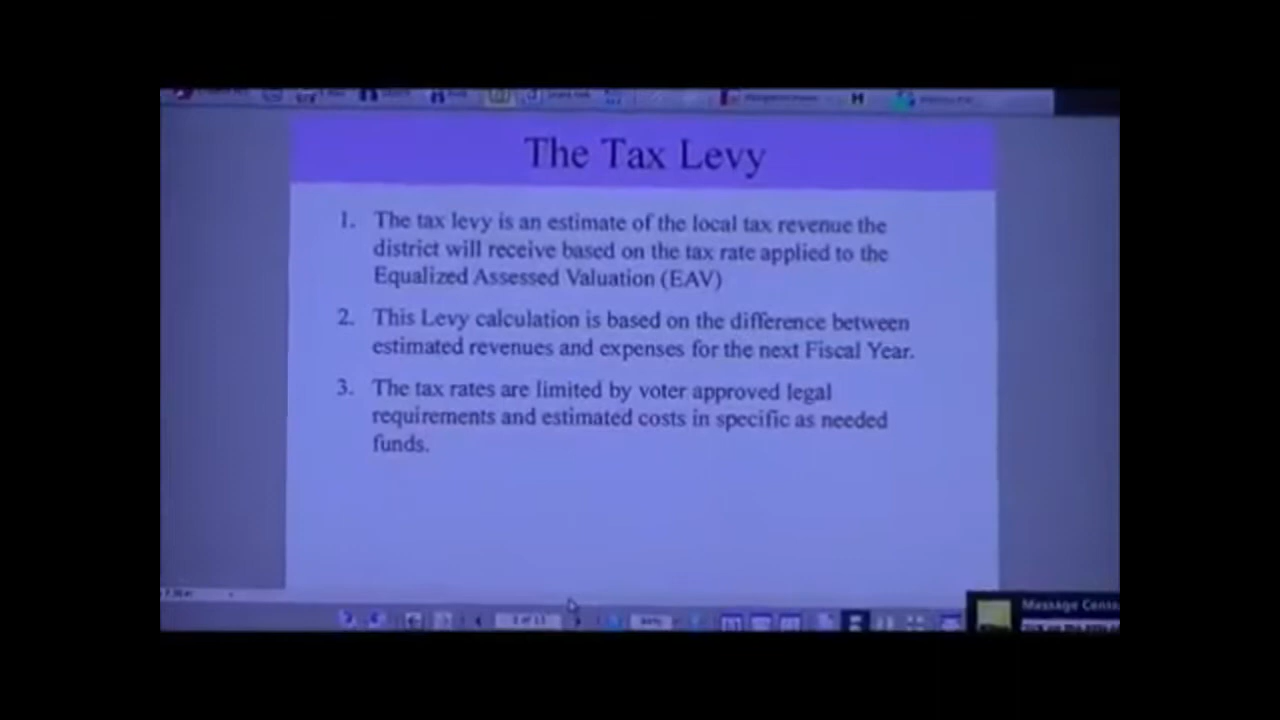 The Tax Levy
1. The tax levy is an estimate of the local tax revenue the
district will receive based on the tax rate applied to the
Equalized Assessed Valuation (EAV)
2. This Levy calculation is based on the difference between
estimated revenues and expenses for the next Fiscal Year.
3. The tax rates are limited by voter approved legal
requirements and estimated costs in specific as needed
funds.
Message